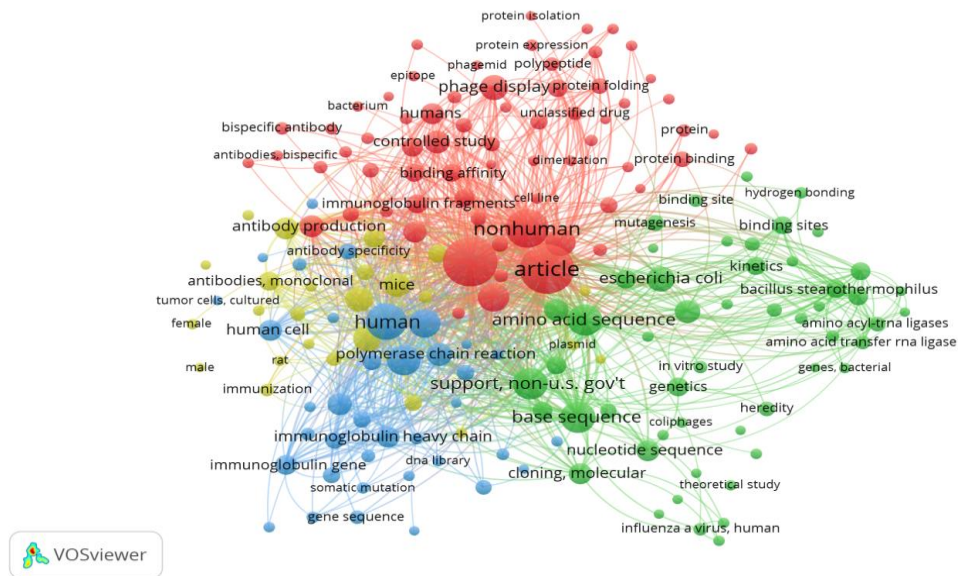 protein isolation
protein expression
phagemid
polypeptide
epitope
phage display
protein folding
bacterium
humans
unclassified drug
bispecific antibody
controlled study
protein
antibodies, bispecific
dimerization
protein binding
binding affinity
hydrogen bonding
immunoglobulin fragments
cell line
binding site
antibody production
nonhuman
mutagenesis
binding sites
antibody specificity
article
kinetics
antibodies, monoclonal
mice
escherichia coli
bacillus stearothermophilus
tumor cells, cultured
female
human cell
human
amino acid sequence
amino acyl-trna ligases
plasmid
amino acid transfer rna ligase
male
rat
polymerase chain reaction
in vitro study
genes, bacterial
immunization
support, non-u.s. gov't
genetics
base sequence
heredity
coliphages
immunoglobulin heavy chain
nucleotide sequence
immunoglobulin gene
dna library
cloning, molecular
somatic mutation
theoretical study
gene sequence
influenza a virus, human
VOSviewer